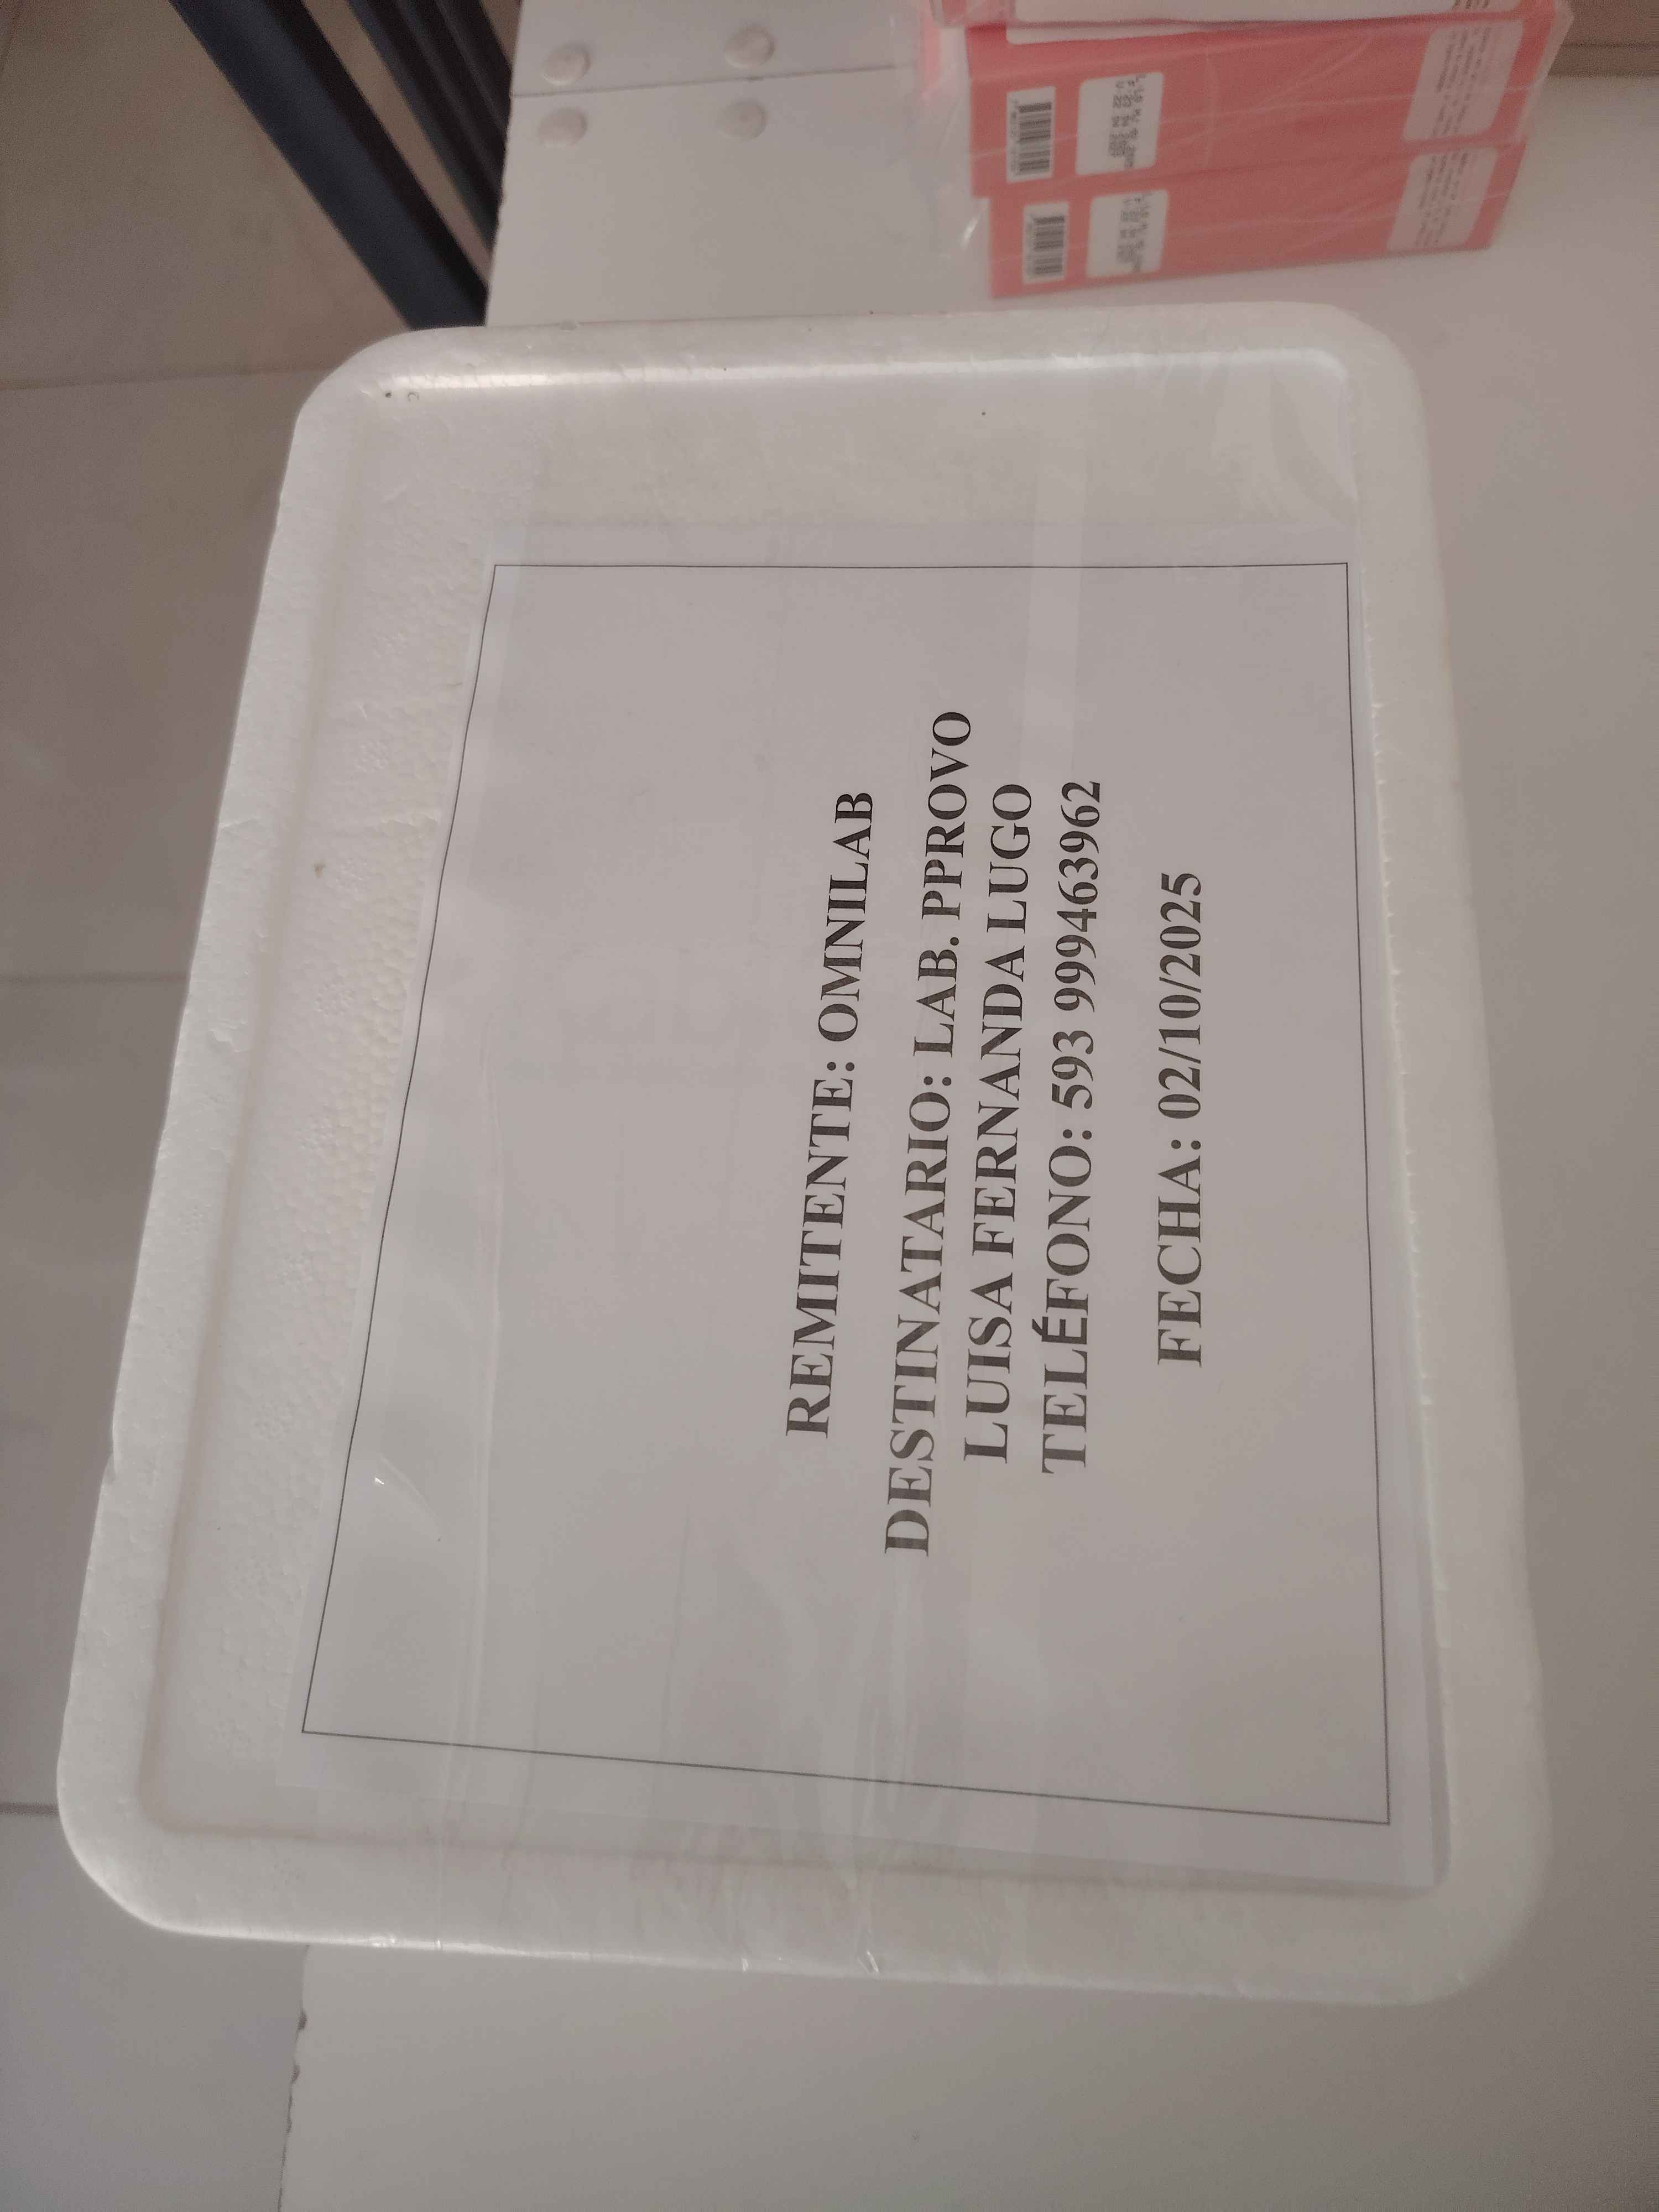 REMITENTE: OMNILAB
DESTINATARIO: LAB. PPROVO
LUISA FERNANDA LUGO
TELÉFONO: 593 999463962
FECHA: 02/10/2025